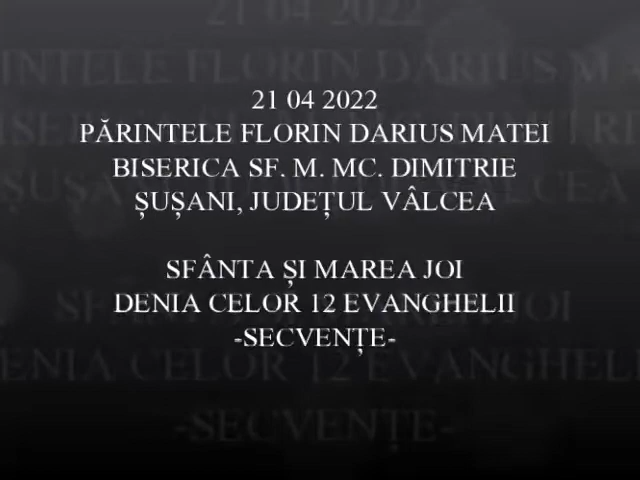 21 04 2022
PĂRINTELE FLORIN DARIUS MATEI
BISERICA SF. M. MC. DIMITRIE
ȘUȘANI, JUDEȚUL VÂLCEA
SFÂNTA ȘI MAREA JOI
DENIA CELOR 12 EVANGHELII
-SECVENȚE-